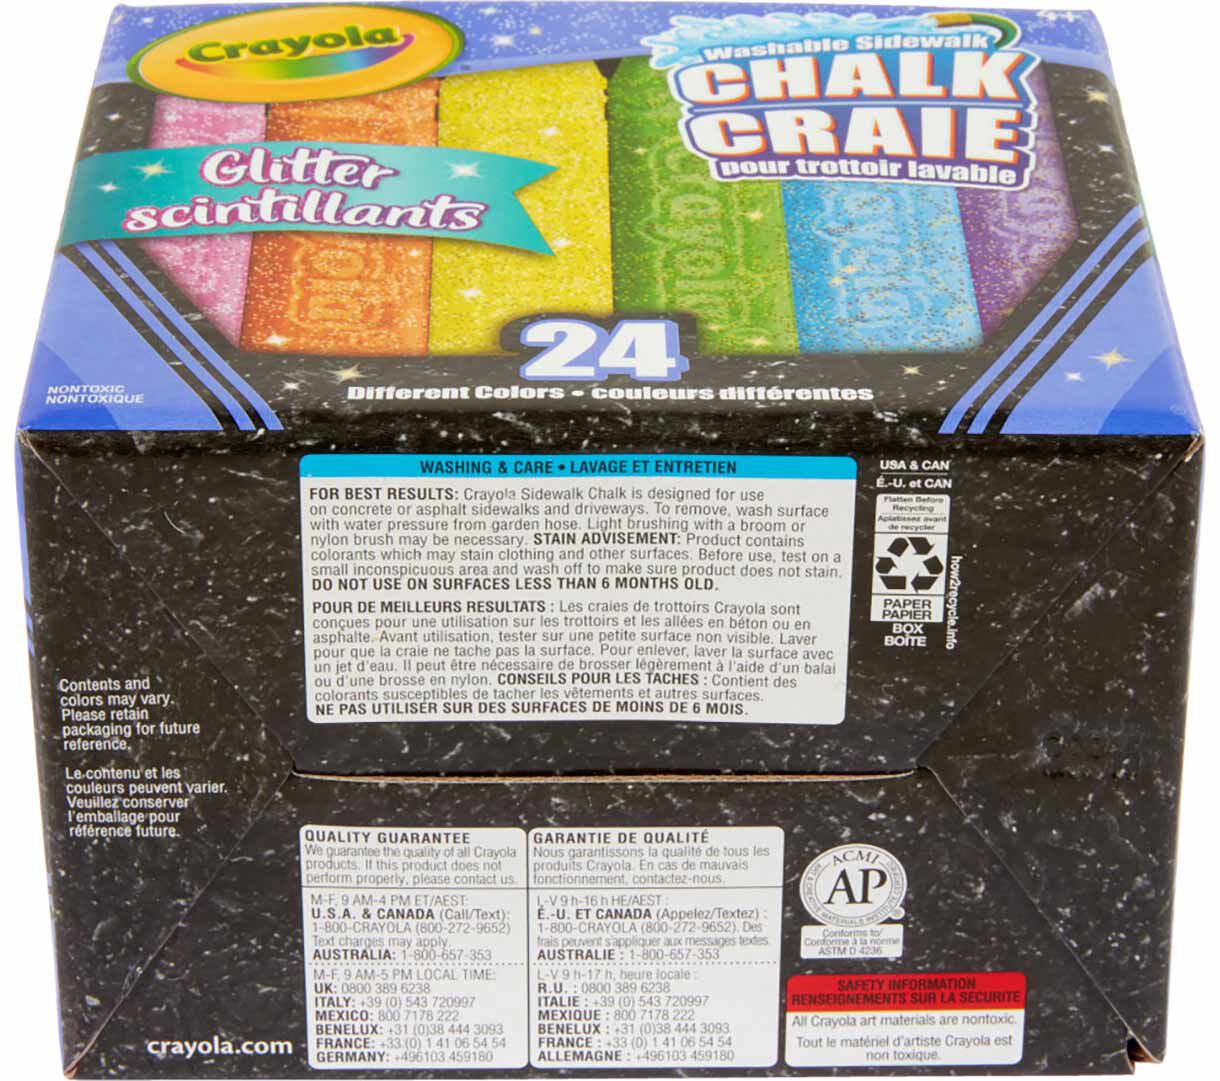 Crayola
Washable Sidewalk
CHALK
CRAIE
pour trottoir lavable
Glitter
scintillants
24
Different Colors • couleurs différentes
NONTOXIC
NONTOXIQUE
WASHING & CARE • LAVAGE ET ENTRETIEN
FOR BEST RESULTS: Crayola Sidewalk Chalk is designed for use
on concrete or asphalt sidewalks and driveways. To remove, wash surface
with water pressure from garden hose. Light brushing with a broom or
nylon brush may be necessary. STAIN ADVISEMENT: Product contains
colorants which may stain clothing and other surfaces. Before use, test on a
small inconspicuous area and wash off to make sure product does not stain.
DO NOT USE ON SURFACES LESS THAN 6 MONTHS OLD.
POUR DE MEILLEURS RESULTATS : Les craies de trottoirs Crayola sont
conçues pour une utilisation sur les trottoirs et les allées en béton ou en
asphalte. Avant utilisation, tester sur une petite surface non visible. Laver
pour que la craie ne tache pas la surface. Pour enlever, laver la surface avec
un jet d'eau. Il peut être nécessaire de brosser légèrement à l'aide d'un balai
ou d'une brosse en nylon. CONSEILS POUR LES TACHES : Contient des
colorants susceptibles de tacher les vêtements et autres surfaces.
NE PAS UTILISER SUR DES SURFACES DE MOINS DE 6 MOIS.
USA & CAN
É.-U. et CAN
Flatten Before
Recycling
Aplatissez avant
de recycler
PAPER
PAPIER
BOX
BOÎTE
how2recycle.info
Contents and
colors may vary.
Please retain
packaging for future
reference.
Le contenu et les
couleurs peuvent varier.
Veuillez conserver
l'emballage pour
référence future.
QUALITY GUARANTEE
We guarantee the quality of all Crayola
products. If this product does not
perform properly, please contact us.
M-F, 9 AM-4 PM ET/AEST:
U.S.A. & CANADA (Call/Text):
1-800-CRAYOLA (800-272-9652)
Text charges may apply.
AUSTRALIA: 1-800-657-353
M-F, 9 AM-5 PM LOCAL TIME:
UK: 0800 389 6238
ITALY: +39 (0) 543 720997
MEXICO: 800 7178 222
BENELUX: +31 (0)38 444 3093
FRANCE: +33 (0) 1 41 06 54 54
GERMANY: +496103 459180
GARANTIE DE QUALITÉ
Nous garantissons la qualité de tous les
produits Crayola. En cas de mauvais
fonctionnement, contactez-nous.
L-V 9 h-16 h HE/AEST :
É.-U. ET CANADA (Appelez/Textez) :
1-800-CRAYOLA (800-272-9652). Des
frais peuvent s'appliquer aux messages textes.
AUSTRALIE : 1-800-657-353
L-V 9 h-17 h, heure locale :
R.U. : 0800 389 6238
ITALIE : +39 (0) 543 720997
MEXIQUE : 800 7178 222
BENELUX : +31 (0)38 444 3093
FRANCE : +33 (0) 1 41 06 54 54
ALLEMAGNE : +496103 459180
ACMI
AP
Conforms to/
Conforme à la norme
ASTM D 4236
SAFETY INFORMATION
RENSEIGNEMENTS SUR LA SÉCURITÉ
All Crayola art materials are nontoxic.
Tout le matériel d'artiste Crayola est
non toxique.
crayola.com